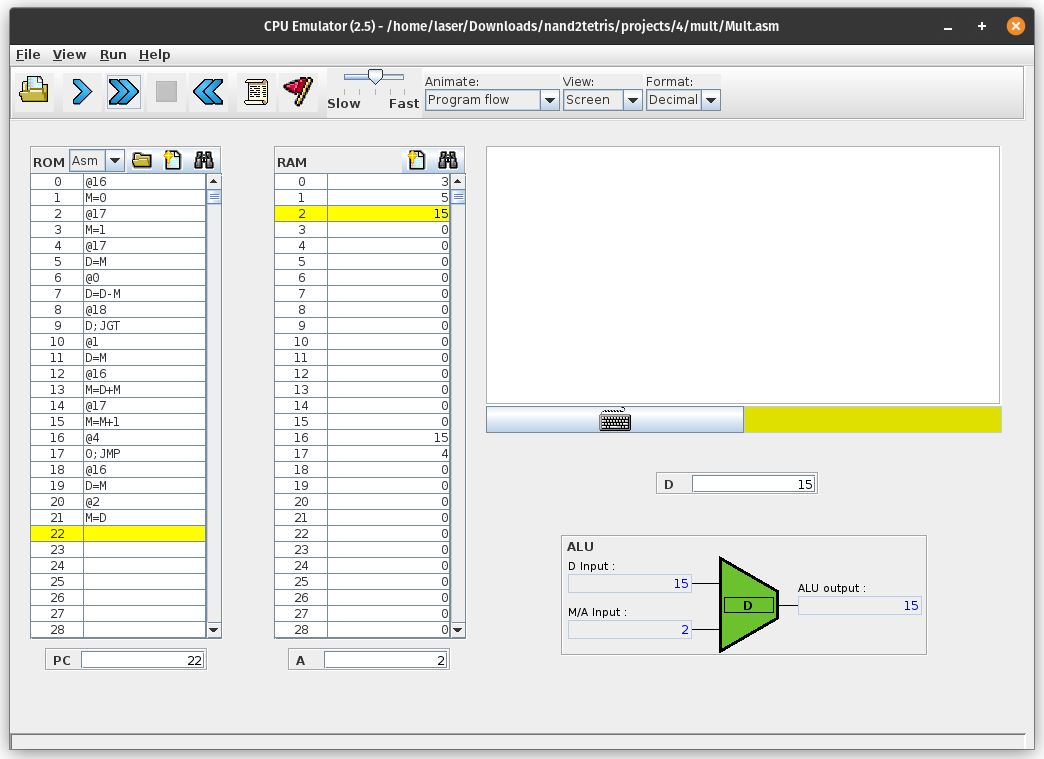 CPU Emulator (2.5) - /home/laser/Downloads/nand2tetris/projects/4/mult/Mult.asm
File View Run Help
Slow Fast
Animate: View: Format:
Program flow Screen Decimal
ROM Asm
0 @16
1 M=0
2 @17
3 M=1
4 @17
5 D=M
6 @0
7 D=D-M
8 @18
9 D;JGT
10 @1
11 D=M
12 @16
13 M=D+M
14 @17
15 M=M+1
16 @4
17 0;JMP
18 @16
19 D=M
20 @2
21 M=D
22
23
24
25
26
27
28
PC 22
RAM
0 3
1 5
2 15
3 0
4 0
5 0
6 0
7 0
8 0
9 0
10 0
11 0
12 0
13 0
14 0
15 0
16 15
17 4
18 0
19 0
20 0
21 0
22 0
23 0
24 0
25 0
26 0
27 0
28 0
A 2
D 15
ALU
D Input :
15
M/A Input :
2
D
ALU output :
15